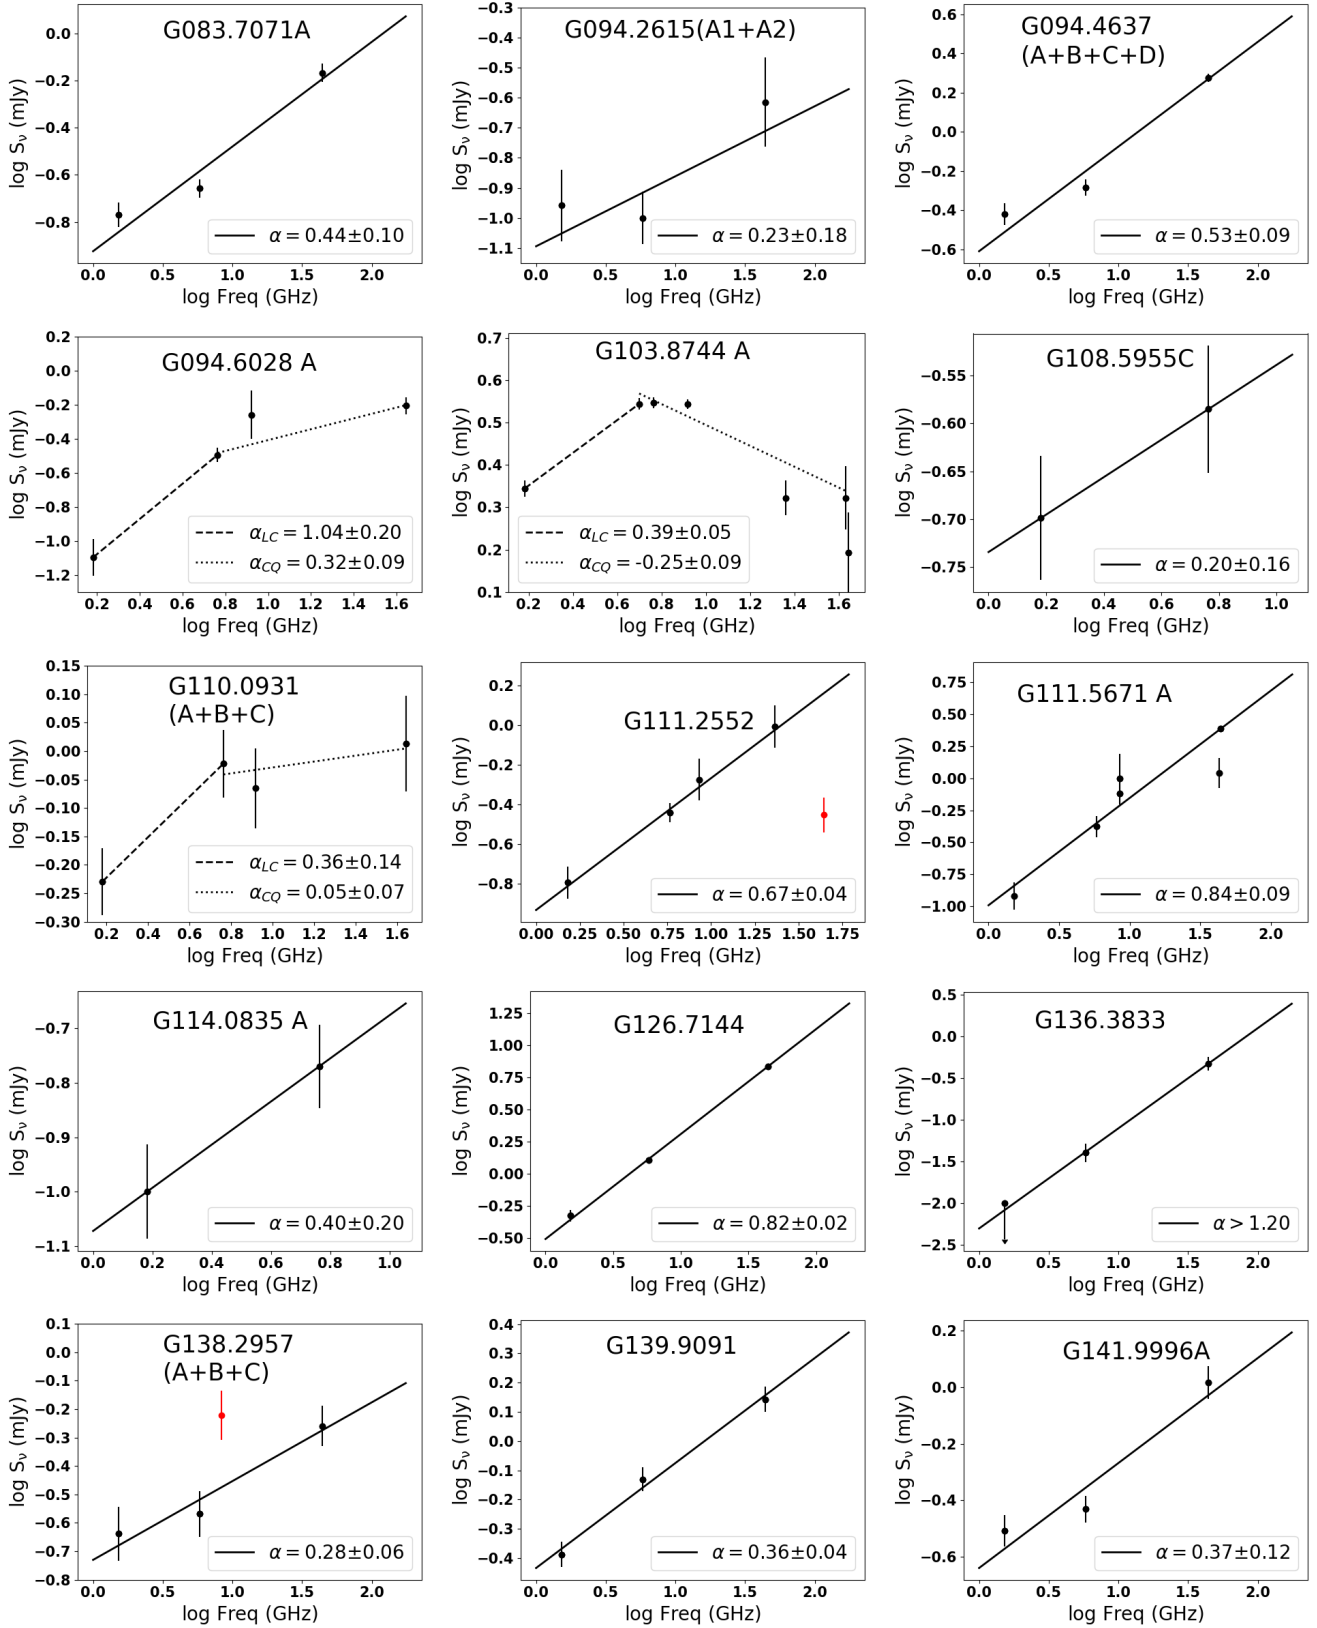 G083.7071A
0.0
−0.2
−0.4
−0.6
−0.8
log Sν (mJy)
α = 0.44±0.10
0.0 0.5 1.0 1.5 2.0
log Freq (GHz)
G094.2615(A1+A2)
−0.3
−0.4
−0.5
−0.6
−0.7
−0.8
−0.9
−1.0
−1.1
log Sν (mJy)
α = 0.23±0.18
0.0 0.5 1.0 1.5 2.0
log Freq (GHz)
G094.4637
(A+B+C+D)
0.6
0.4
0.2
0.0
−0.2
−0.4
−0.6
log Sν (mJy)
α = 0.53±0.09
0.0 0.5 1.0 1.5 2.0
log Freq (GHz)
G094.6028 A
0.2
0.0
−0.2
−0.4
−0.6
−0.8
−1.0
−1.2
log Sν (mJy)
αLC = 1.04±0.20
αCQ = 0.32±0.09
0.2 0.4 0.6 0.8 1.0 1.2 1.4 1.6
log Freq (GHz)
G103.8744 A
0.7
0.6
0.5
0.4
0.3
0.2
0.1
log Sν (mJy)
αLC = 0.39±0.05
αCQ = -0.25±0.09
0.2 0.4 0.6 0.8 1.0 1.2 1.4 1.6
log Freq (GHz)
G108.5955C
−0.55
−0.60
−0.65
−0.70
−0.75
log Sν (mJy)
α = 0.20±0.16
0.0 0.2 0.4 0.6 0.8 1.0
log Freq (GHz)
G110.0931
(A+B+C)
0.15
0.10
0.05
0.00
−0.05
−0.10
−0.15
−0.20
−0.25
−0.30
log Sν (mJy)
αLC = 0.36±0.14
αCQ = 0.05±0.07
0.2 0.4 0.6 0.8 1.0 1.2 1.4 1.6
log Freq (GHz)
G111.2552
0.2
0.0
−0.2
−0.4
−0.6
−0.8
log Sν (mJy)
α = 0.67±0.04
0.00 0.25 0.50 0.75 1.00 1.25 1.50 1.75
log Freq (GHz)
G111.5671 A
0.75
0.50
0.25
0.00
−0.25
−0.50
−0.75
−1.00
log Sν (mJy)
α = 0.84±0.09
0.0 0.5 1.0 1.5 2.0
log Freq (GHz)
G114.0835 A
−0.7
−0.8
−0.9
−1.0
−1.1
log Sν (mJy)
α = 0.40±0.20
0.0 0.2 0.4 0.6 0.8 1.0
log Freq (GHz)
G126.7144
1.25
1.00
0.75
0.50
0.25
0.00
−0.25
−0.50
log Sν (mJy)
α = 0.82±0.02
0.0 0.5 1.0 1.5 2.0
log Freq (GHz)
G136.3833
0.5
0.0
−0.5
−1.0
−1.5
−2.0
−2.5
log Sν (mJy)
α > 1.20
0.0 0.5 1.0 1.5 2.0
log Freq (GHz)
G138.2957
(A+B+C)
0.1
0.0
−0.1
−0.2
−0.3
−0.4
−0.5
−0.6
−0.7
−0.8
log Sν (mJy)
α = 0.28±0.06
0.0 0.5 1.0 1.5 2.0
log Freq (GHz)
G139.9091
0.4
0.3
0.2
0.1
0.0
−0.1
−0.2
−0.3
−0.4
log Sν (mJy)
α = 0.36±0.04
0.0 0.5 1.0 1.5 2.0
log Freq (GHz)
G141.9996A
0.2
0.0
−0.2
−0.4
−0.6
log Sν (mJy)
α = 0.37±0.12
0.0 0.5 1.0 1.5 2.0
log Freq (GHz)